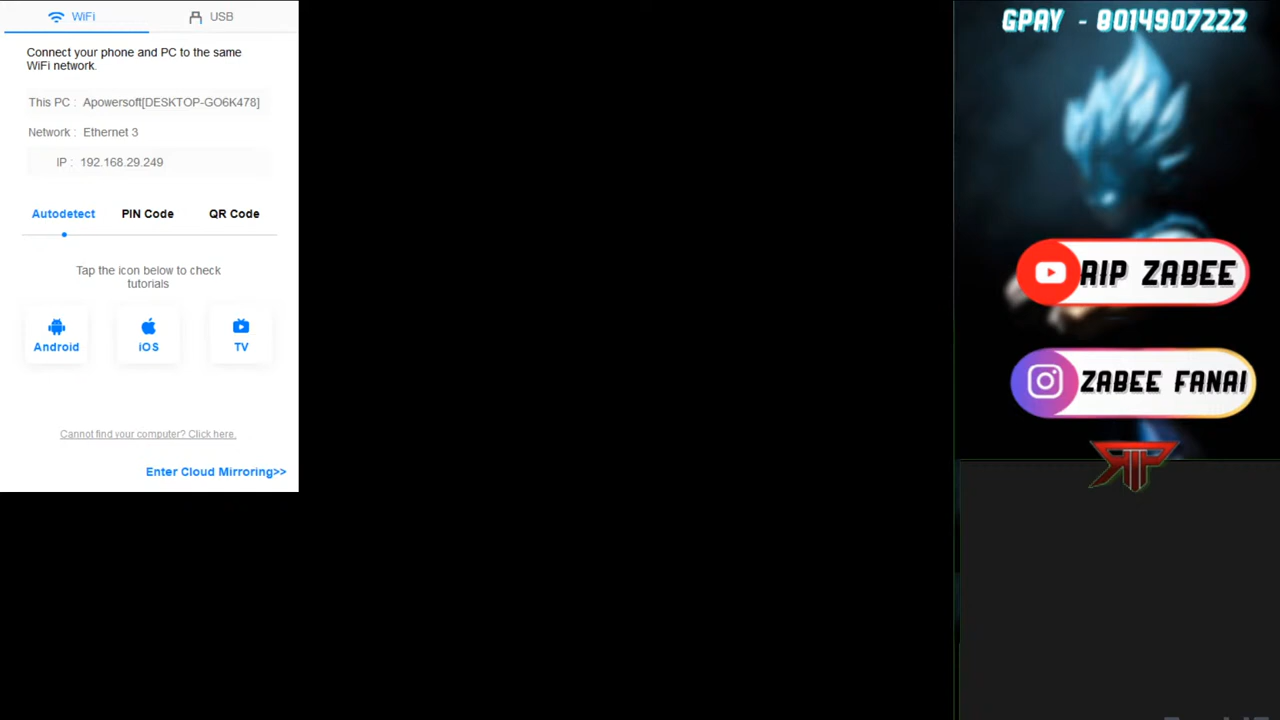 WiFi
USB
Connect your phone and PC to the same
WiFi network.
This PC : Apowersoft[DESKTOP-GO6K478]
Network : Ethernet 3
IP : 192.168.29.249
Autodetect
PIN Code
QR Code
Tap the icon below to check
tutorials
Android
iOS
TV
Cannot find your computer? Click here.
Enter Cloud Mirroring>>
GPAY - 8014907222
RIP ZABEE
ZABEE FANAI
RIP